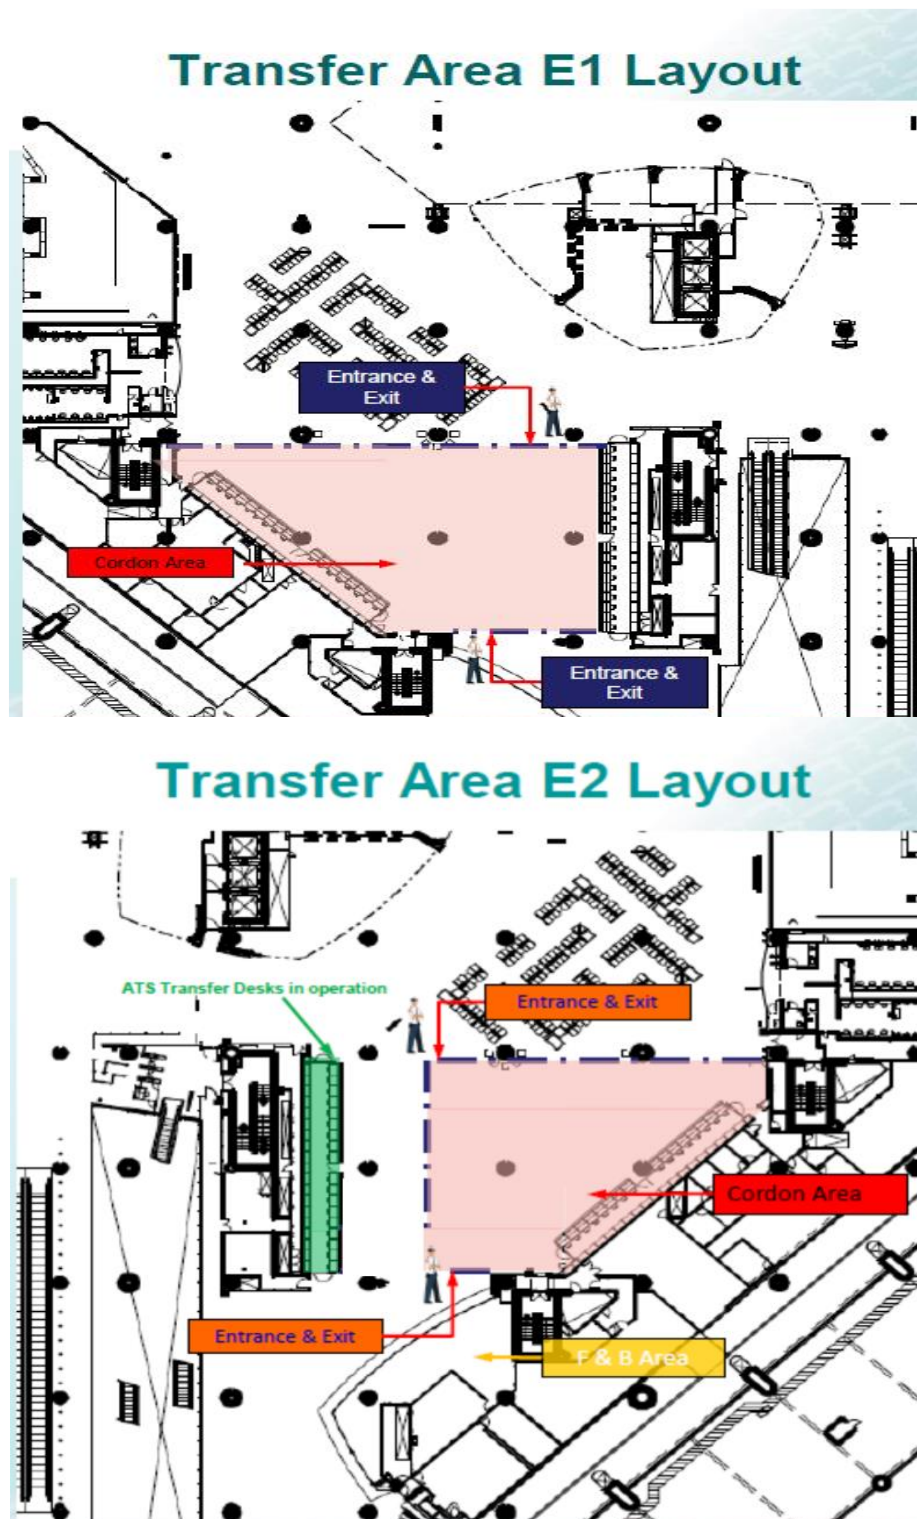 Transfer Area E1 Layout
Entrance &
Exit
Cordon Area
Entrance &
Exit
Transfer Area E2 Layout
ATS Transfer Desks in operation
Entrance & Exit
Cordon Area
Entrance & Exit
F & B Area